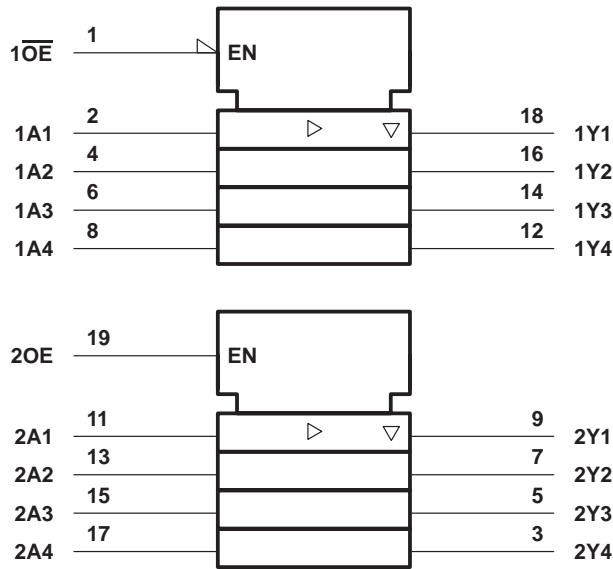 1 
1O̅E̅ EN
2 18
1A1 1Y1
4 16
1A2 1Y2
6 14
1A3 1Y3
8 12
1A4 1Y4
19
2OE EN
11 9
2A1 2Y1
13 7
2A2 2Y2
15 5
2A3 2Y3
17 3
2A4 2Y4